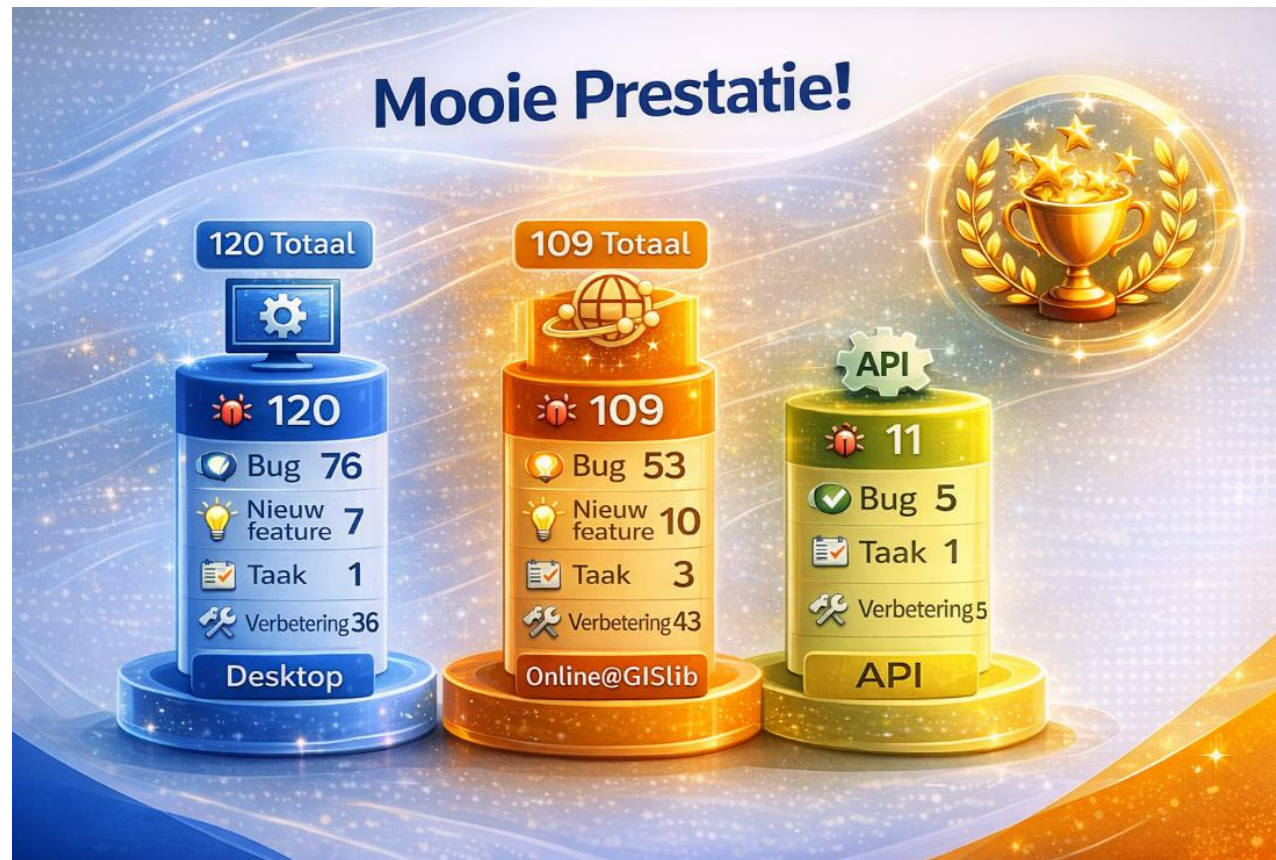 Mooie Prestatie!
120 Totaal
120
Bug 76
Nieuw
feature 7
Taak 1
Verbetering 36
Desktop
109 Totaal
109
Bug 53
Nieuw
feature 10
Taak 3
Verbetering 43
Online@GISlib
API
11
Bug 5
Taak 1
Verbetering 5
API